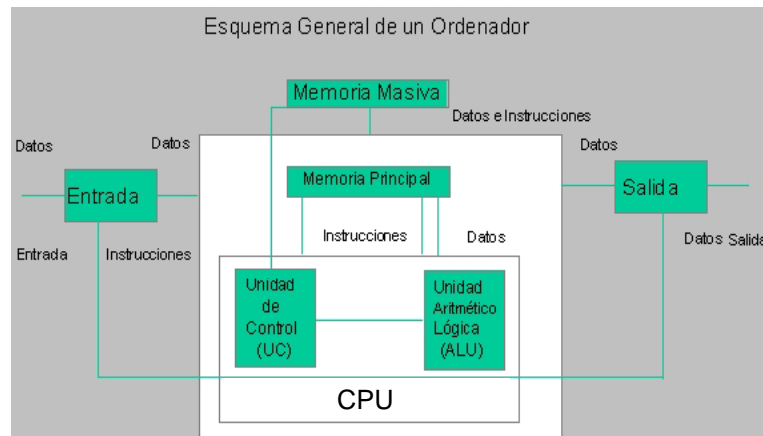 Esquema General de un Ordenador
Memoria Masiva
Datos e Instrucciones
Datos
Datos
Datos
Entrada
Memoria Principal
Salida
Instrucciones
Datos
Datos Salida
Entrada
Instrucciones
Unidad
de
Control
(UC)
Unidad
Aritmético
Lógica
(ALU)
CPU